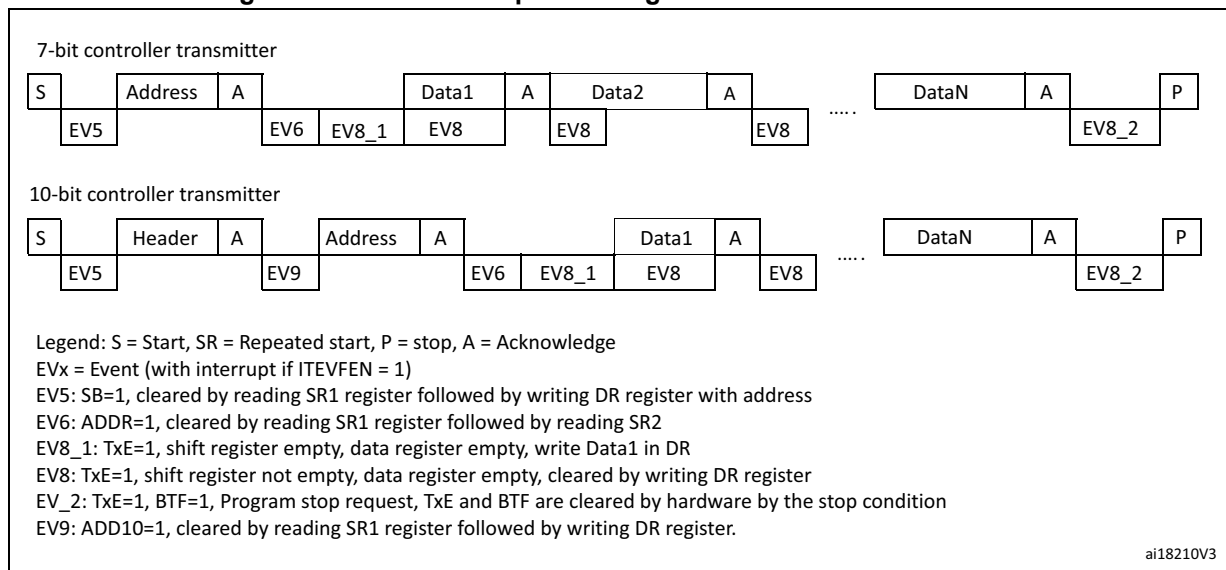 7-bit controller transmitter
S Address A Data1 A Data2 A ..... DataN A P
EV5 EV6 EV8_1 EV8 EV8 EV8 EV8_2
10-bit controller transmitter
S Header A Address A Data1 A ..... DataN A P
EV5 EV9 EV6 EV8_1 EV8 EV8 EV8_2
Legend: S = Start, SR = Repeated start, P = stop, A = Acknowledge
EVx = Event (with interrupt if ITEVFEN = 1)
EV5: SB=1, cleared by reading SR1 register followed by writing DR register with address
EV6: ADDR=1, cleared by reading SR1 register followed by reading SR2
EV8_1: TxE=1, shift register empty, data register empty, write Data1 in DR
EV8: TxE=1, shift register not empty, data register empty, cleared by writing DR register
EV_2: TxE=1, BTF=1, Program stop request, TxE and BTF are cleared by hardware by the stop condition
EV9: ADD10=1, cleared by reading SR1 register followed by writing DR register.
ai18210V3